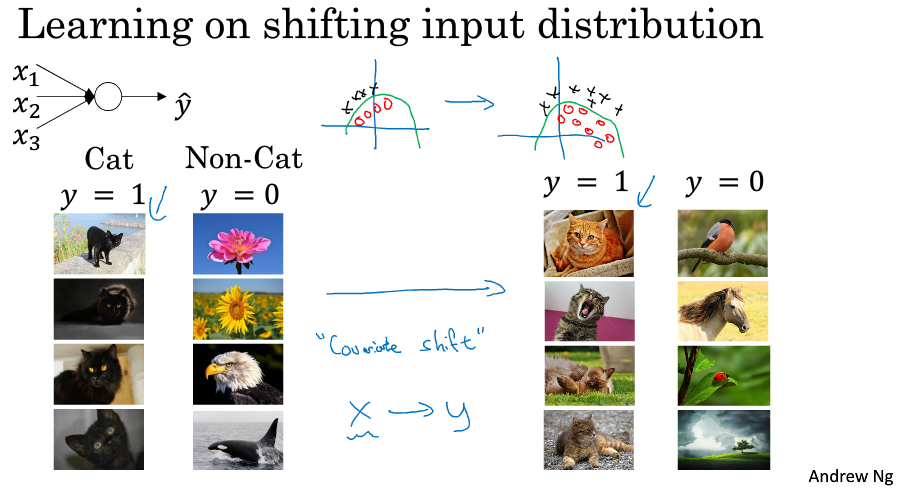 Learning on shifting input distribution
x₁
x₂
x₃
ŷ
Cat Non-Cat
y = 1 y = 0
y = 1 y = 0
"Covariate shift"
x → y
Andrew Ng